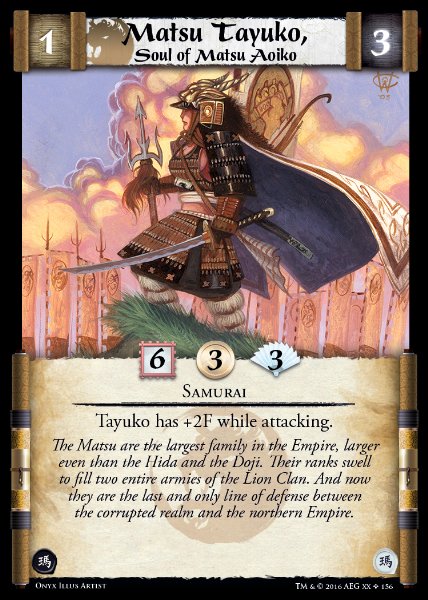 1
Matsu Tayuko,
Soul of Matsu Aoiko
3
6
3
3
Samurai
Tayuko has +2F while attacking.
The Matsu are the largest family in the Empire, larger
even than the Hida and the Doji. Their ranks swell
to fill two entire armies of the Lion Clan. And now
they are the last and only line of defense between
the corrupted realm and the northern Empire.
瑪
瑪
Onyx Illus Artist
TM & © 2016 AEG xx ❖ 156